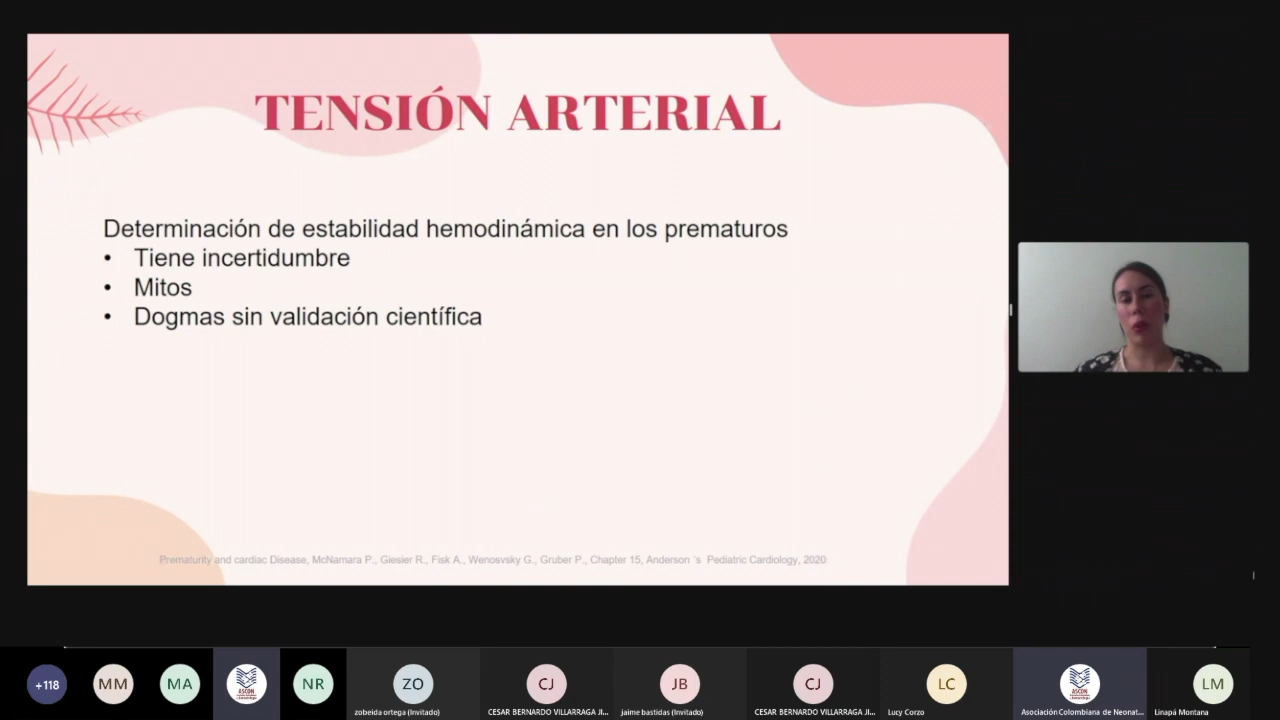 TENSIÓN ARTERIAL
Determinación de estabilidad hemodinámica en los prematuros
• Tiene incertidumbre
• Mitos
• Dogmas sin validación científica
Prematurity and cardiac Disease, McNamara P., Giesier R., Fisk A., Wenosvsky G., Gruber P., Chapter 15, Anderson ´s Pediatric Cardiology, 2020
+118
MM
MA
ASCON
NR
ZO
zobeida ortega (Invitado)
CJ
CESAR BERNARDO VILLARRAGA JI...
JB
jaime bastidas (Invitado)
CJ
CESAR BERNARDO VILLARRAGA JI...
LC
Lucy Corzo
ASCON
Asociación Colombiana de Neonat...
LM
Linapá Montana